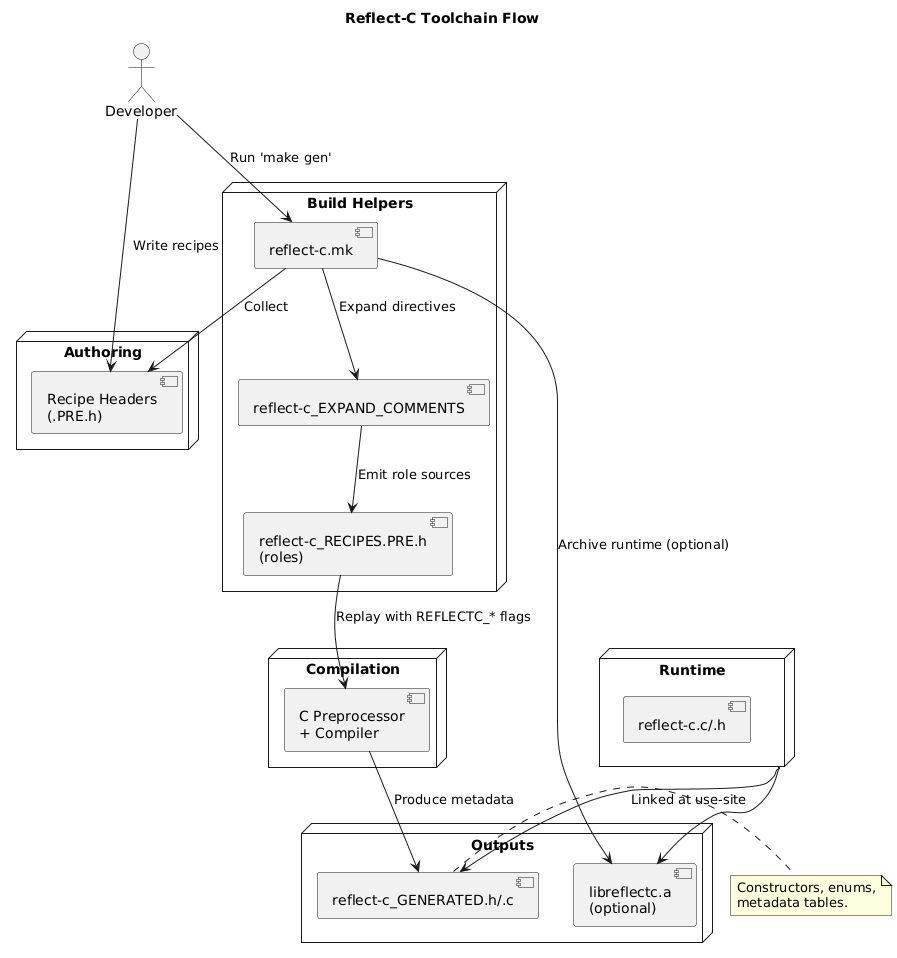 Reflect-C Toolchain Flow
Developer
Run 'make gen'
Build Helpers
reflect-c.mk
Write recipes
Collect
Expand directives
Authoring
Recipe Headers
(.PRE.h)
reflect-c_EXPAND_COMMENTS
Emit role sources
reflect-c_RECIPES.PRE.h
(roles)
Archive runtime (optional)
Replay with REFLECTC_* flags
Compilation
C Preprocessor
+ Compiler
Runtime
reflect-c.c/.h
Produce metadata
Linked at use-site
Outputs
reflect-c_GENERATED.h/.c
libreflectc.a
(optional)
Constructors, enums,
metadata tables.